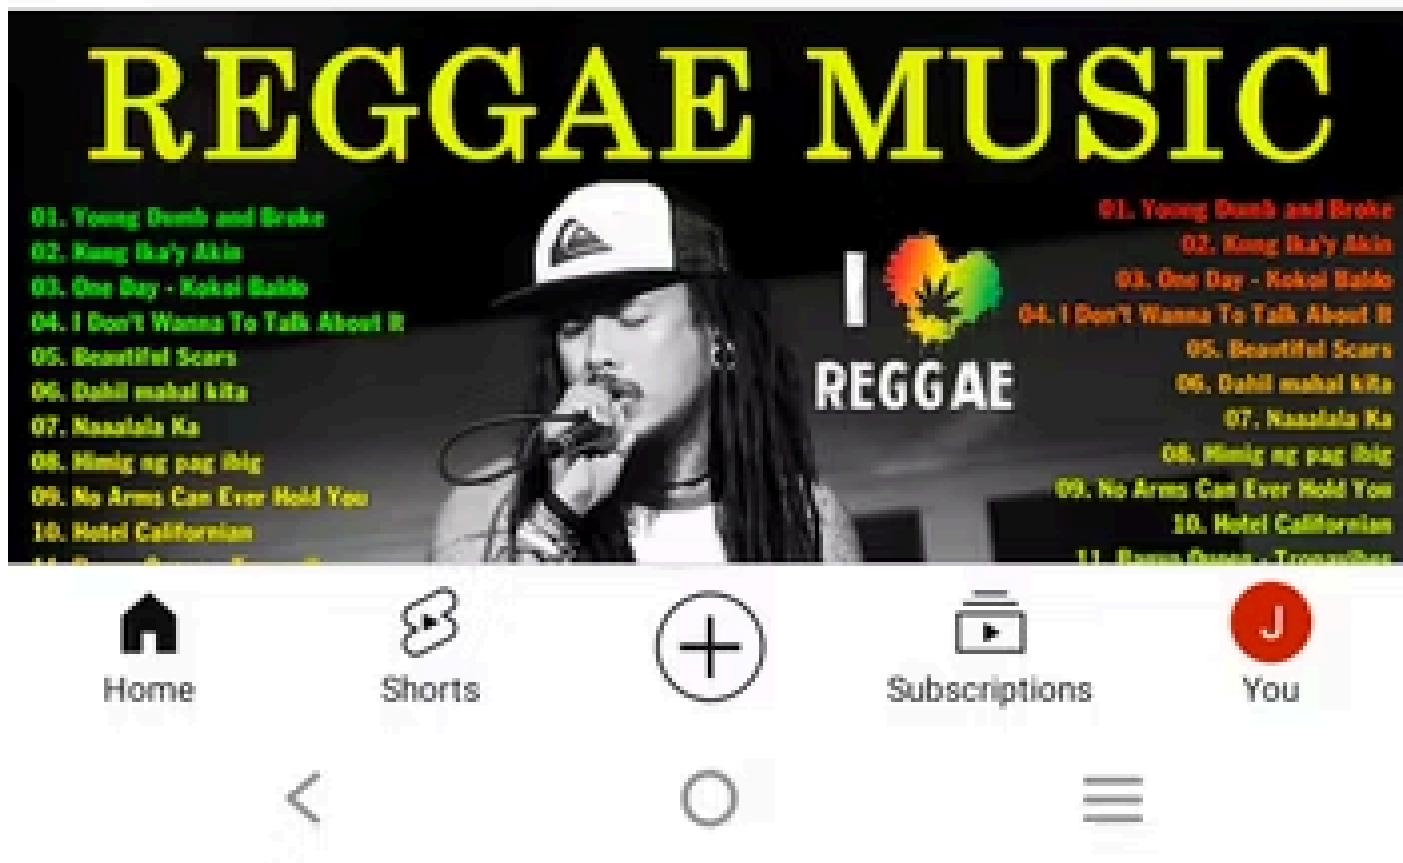 REGGAE MUSIC
01. Young Dumb and Broke
02. Kung Ika'y Akin
03. One Day - Kokoi Baldo
04. I Don't Wanna To Talk About It
05. Beautiful Scars
06. Dahil mahal kita
07. Naaalala Ka
08. Himig ng pag ibig
09. No Arms Can Ever Hold You
10. Hotel Californian
I
REGGAE
01. Young Dumb and Broke
02. Kung Ika'y Akin
03. One Day - Kokoi Baldo
04. I Don't Wanna To Talk About It
05. Beautiful Scars
06. Dahil mahal kita
07. Naaalala Ka
08. Himig ng pag ibig
09. No Arms Can Ever Hold You
10. Hotel Californian
11.
Home
Shorts
Subscriptions
J
You